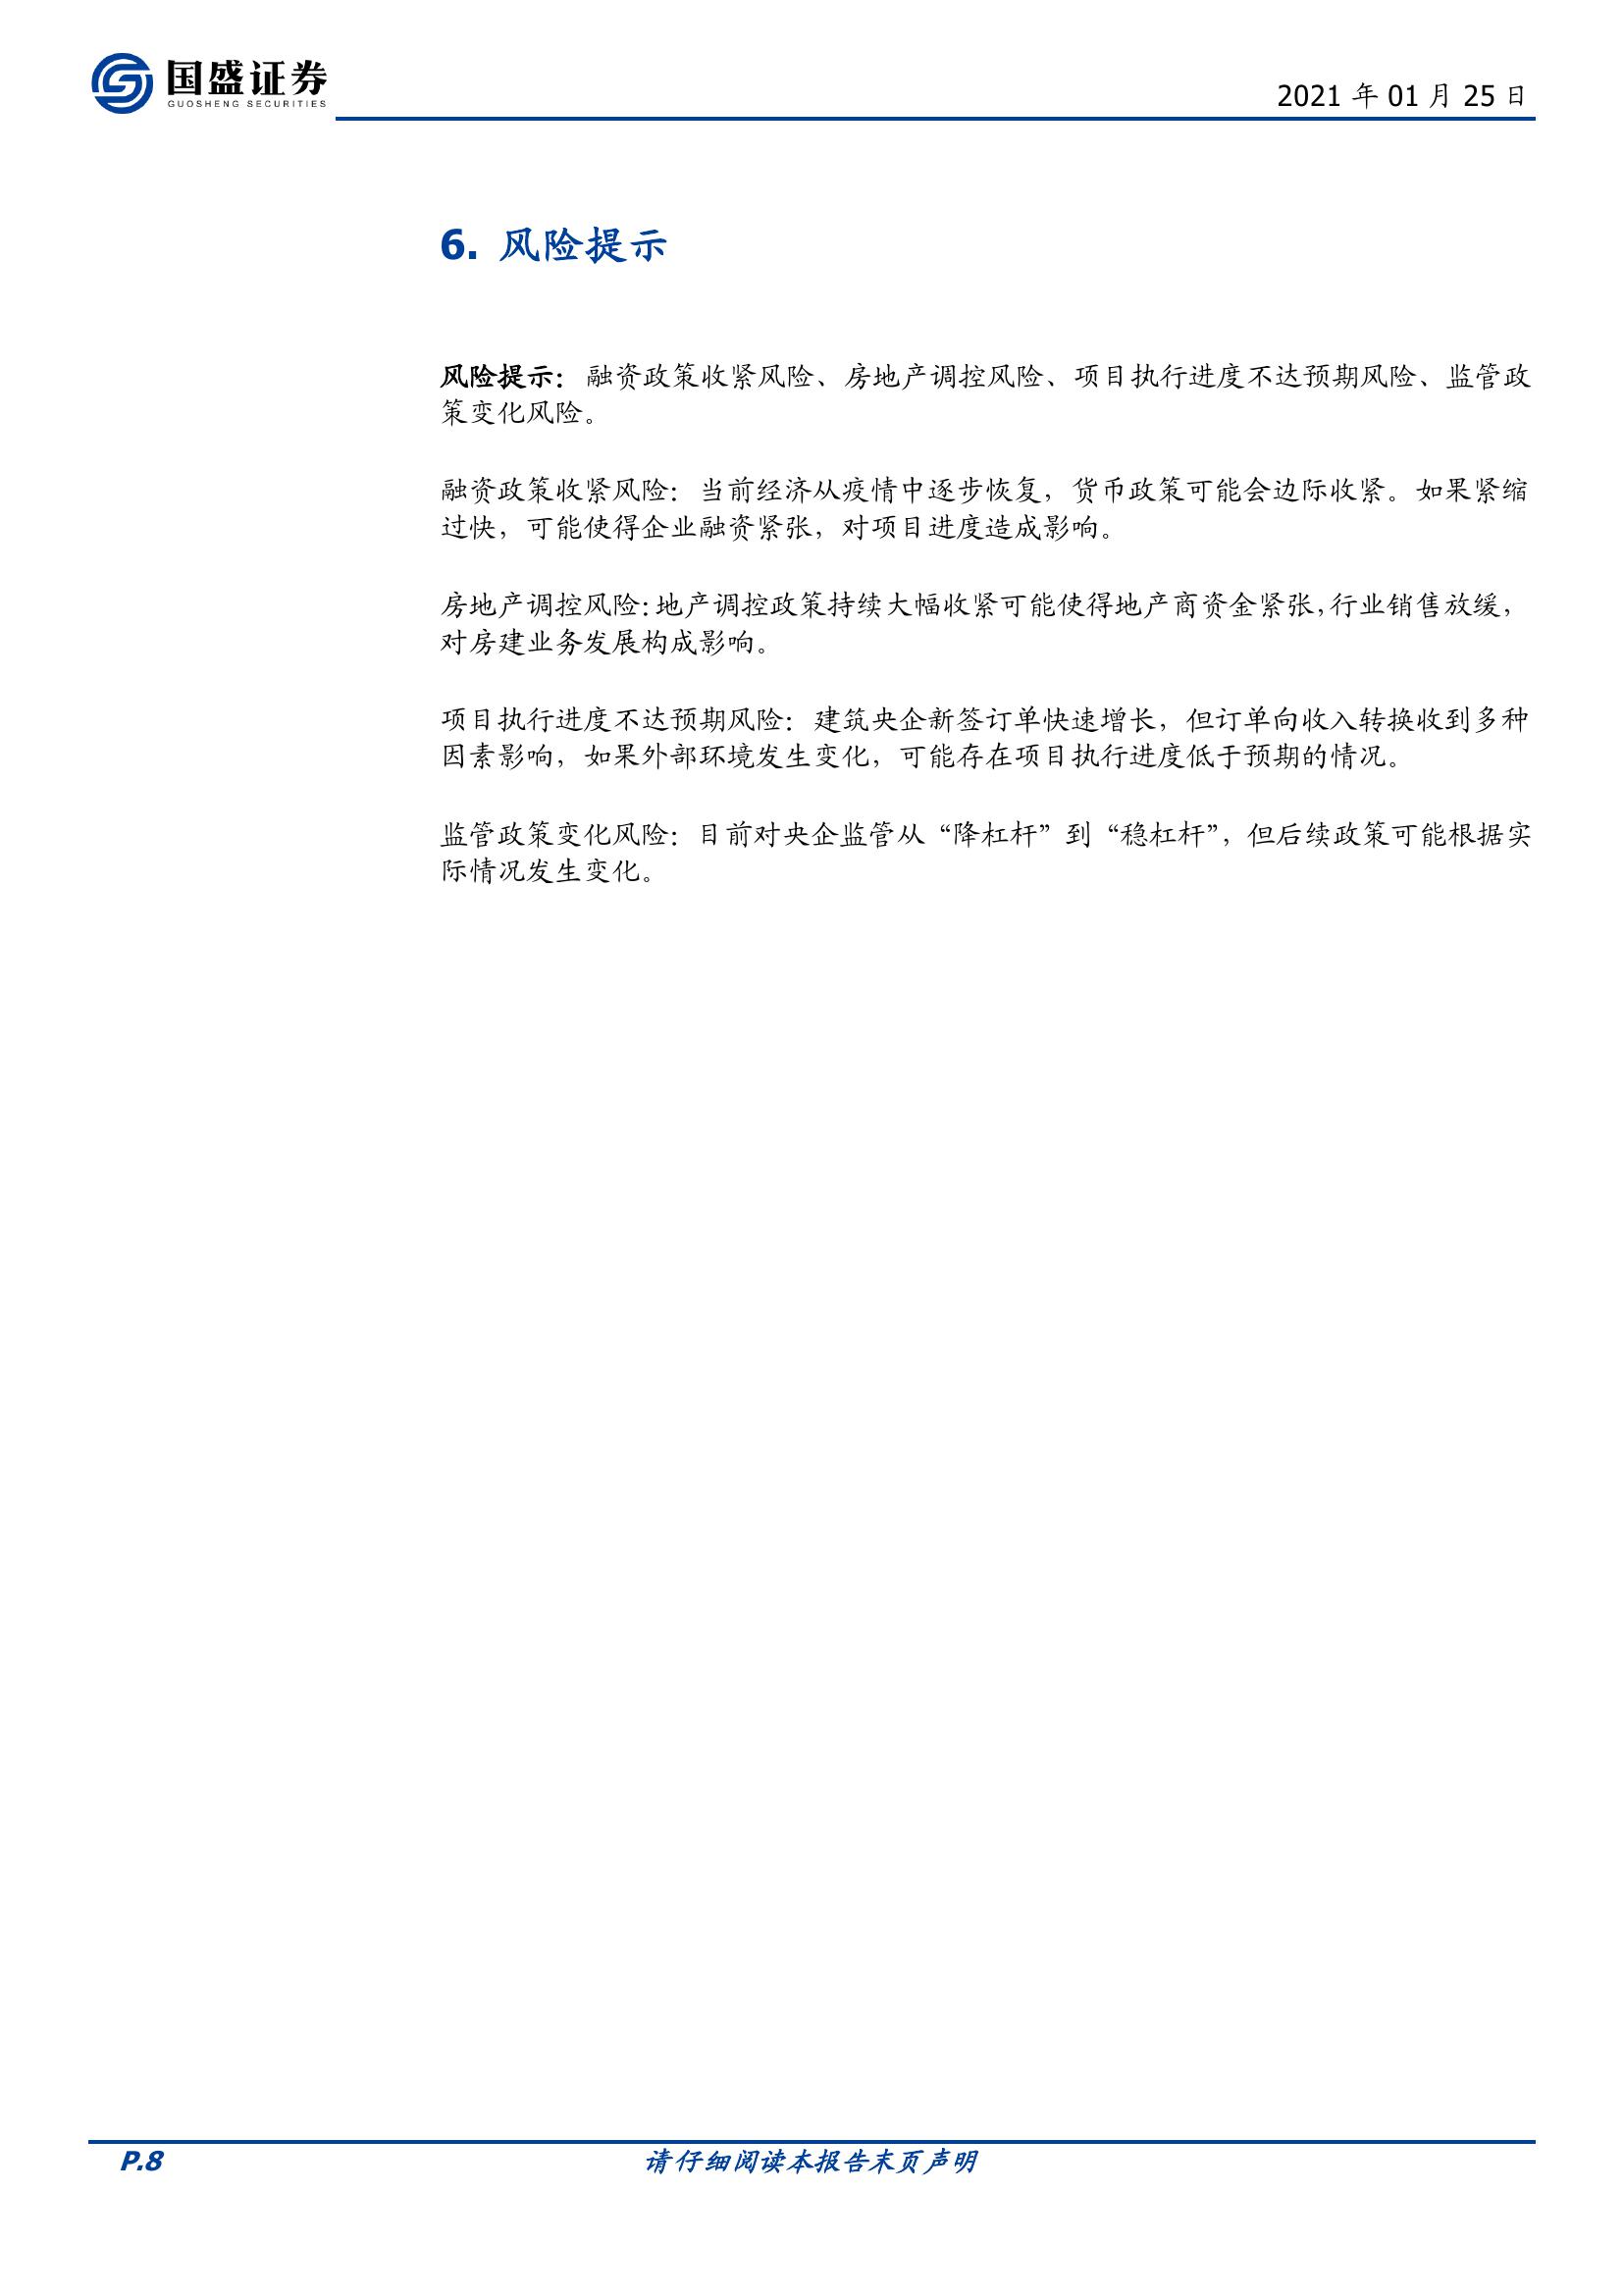 国盛证券
GUOSHENG SECURITIES
2021 年 01 月 25 日
6. 风险提示
风险提示：融资政策收紧风险、房地产调控风险、项目执行进度不达预期风险、监管政
策变化风险。
融资政策收紧风险：当前经济从疫情中逐步恢复，货币政策可能会边际收紧。如果紧缩
过快，可能使得企业融资紧张，对项目进度造成影响。
房地产调控风险：地产调控政策持续大幅收紧可能使得地产商资金紧张，行业销售放缓，
对房建业务发展构成影响。
项目执行进度不达预期风险：建筑央企新签订单快速增长，但订单向收入转换收到多种
因素影响，如果外部环境发生变化，可能存在项目执行进度低于预期的情况。
监管政策变化风险：目前对央企监管从“降杠杆”到“稳杠杆”，但后续政策可能根据实
际情况发生变化。
P.8
请仔细阅读本报告末页声明